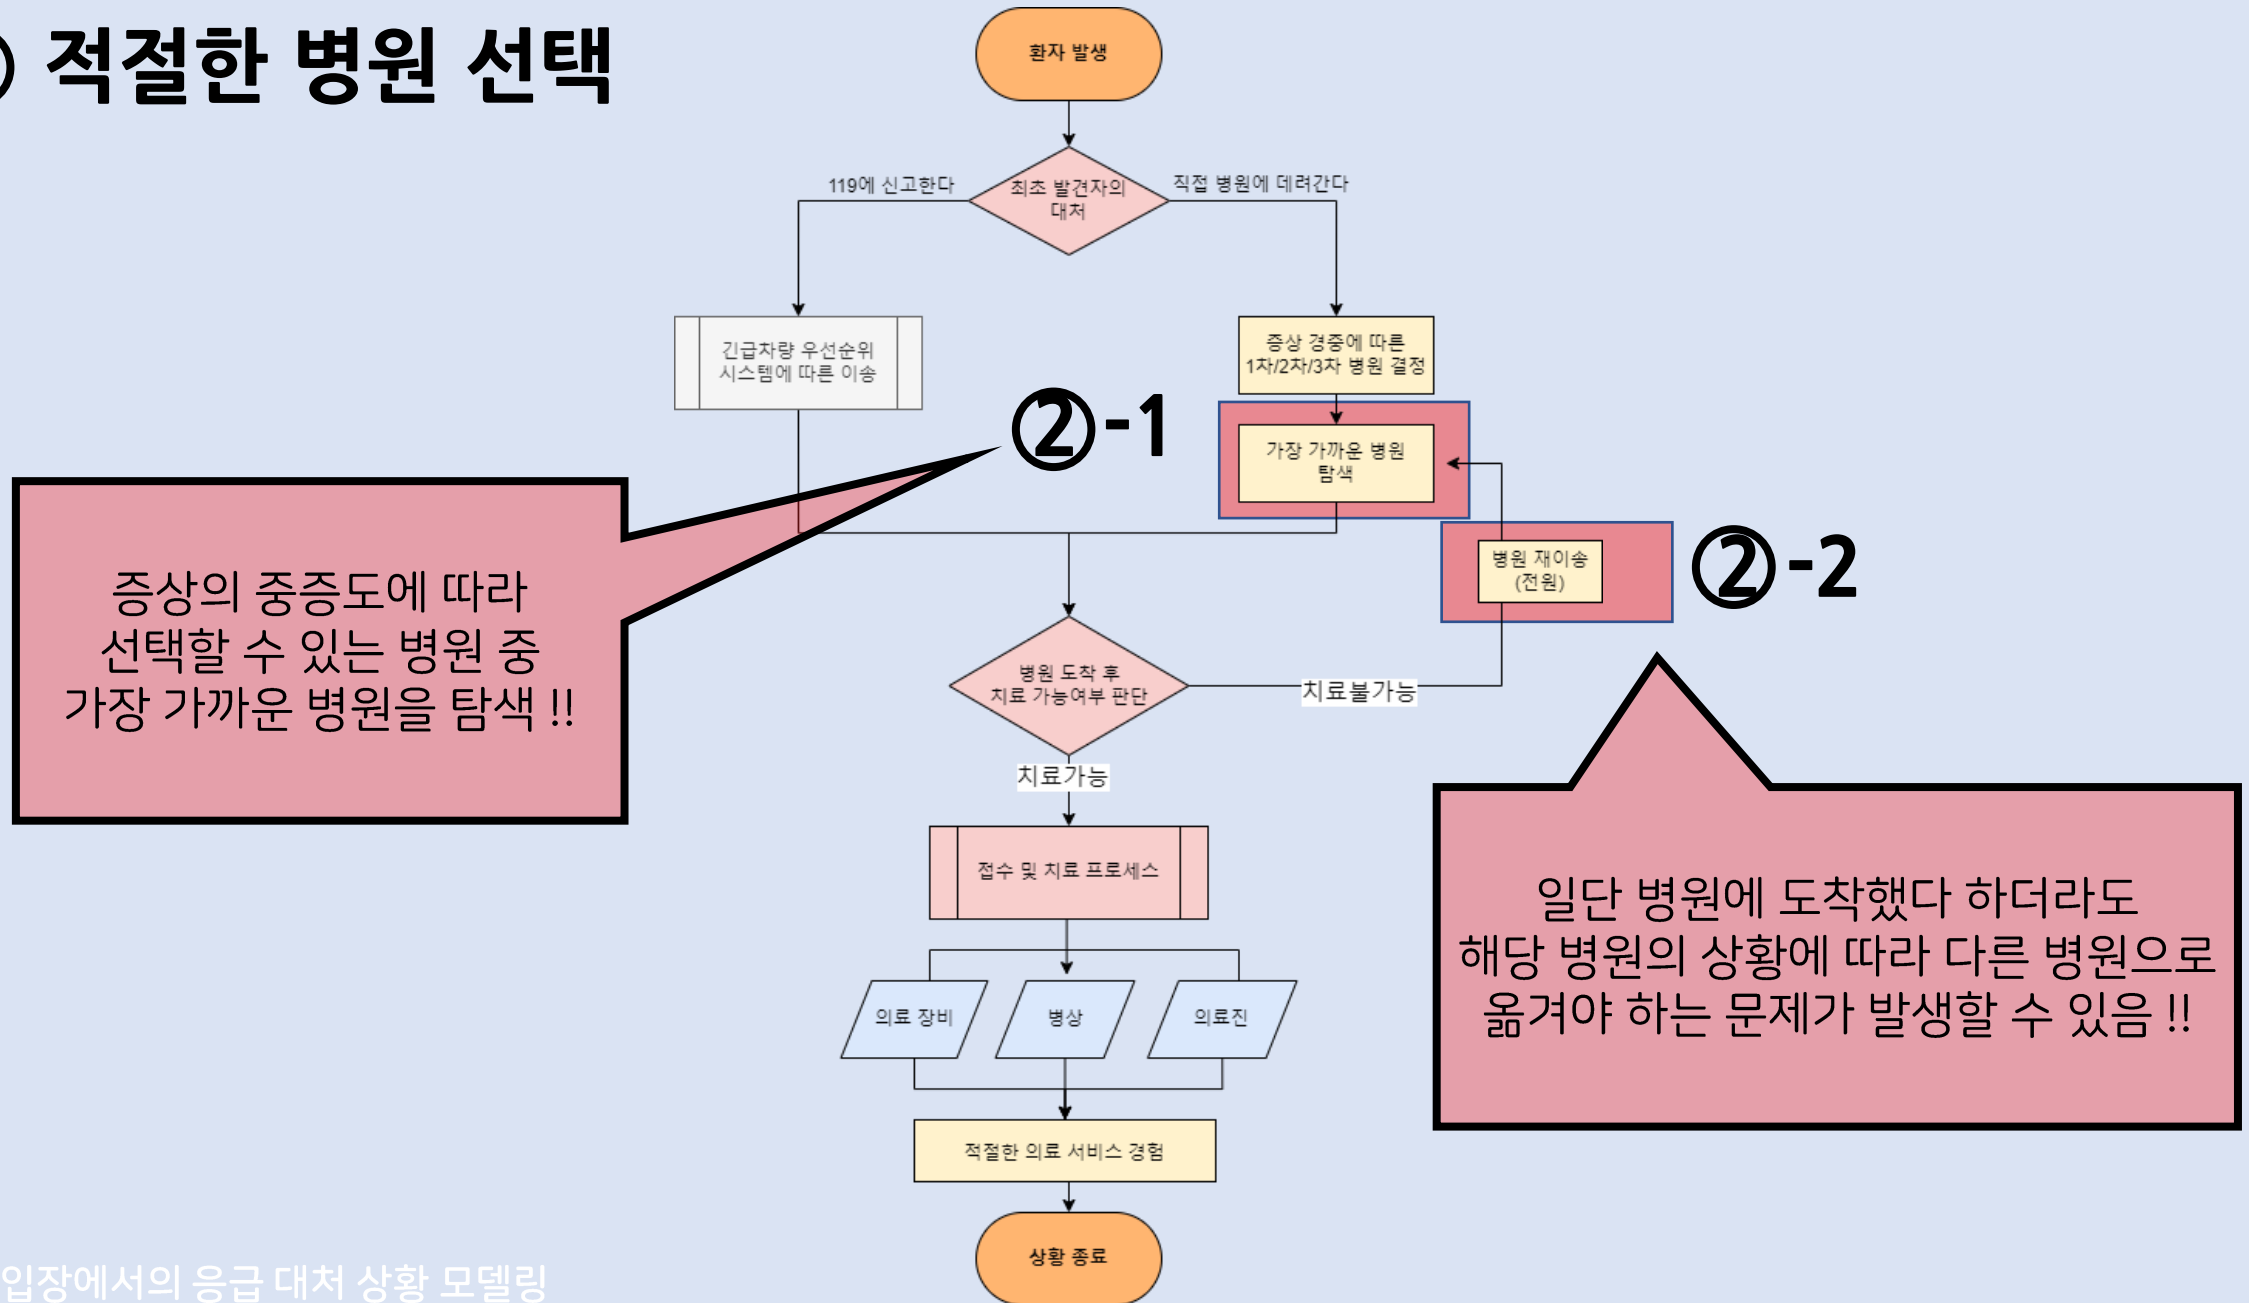 적절한 병원 선택
환자 발생
최초 발견자의
대처
119에 신고한다
직접 병원에 데려간다
긴급차량 우선순위
시스템에 따른 이송
증상 경중에 따른
1차/2차/3차 병원 결정
②-1
가장 가까운 병원
탐색
증상의 중증도에 따라
선택할 수 있는 병원 중
가장 가까운 병원을 탐색 !!
병원 재이송
(전원)
②-2
병원 도착 후
치료 가능여부 판단
치료불가능
치료가능
일단 병원에 도착했다 하더라도
해당 병원의 상황에 따라 다른 병원으로
옮겨야 하는 문제가 발생할 수 있음 !!
접수 및 치료 프로세스
의료 장비
병상
의료진
적절한 의료 서비스 경험
상황 종료
입장에서의 응급 대처 상황 모델링